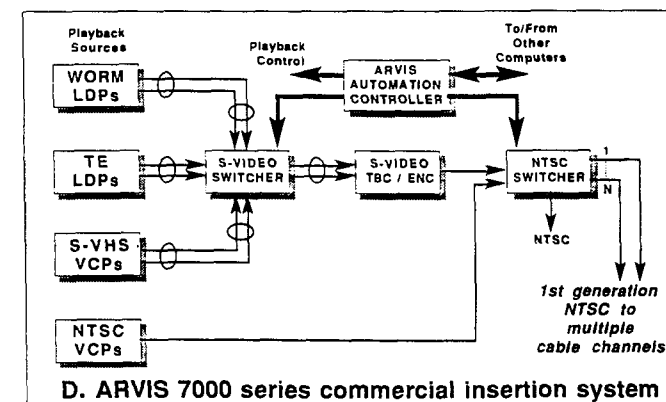 Playback
Sources
WORM
LDPs
TE
LDPs
S-VHS
VCPs
NTSC
VCPs
Playback
Control
ARVIS
AUTOMATION
CONTROLLER
To/From
Other
Computers
S-VIDEO
SWITCHER
S-VIDEO
TBC / ENC
NTSC
SWITCHER
1
N
NTSC
1st generation
NTSC to
multiple
cable channels
D. ARVIS 7000 series commercial insertion system